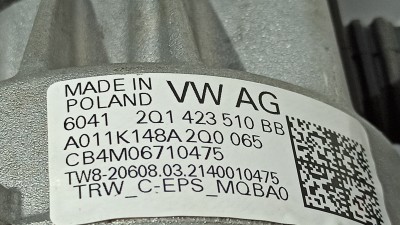 MADE IN
POLAND VW AG
6041 2Q1 423 510 BB
A011K148A 2Q0 065
CB4M06710475
TW8-20608.03.2140010475
TRW_C-EPS_MQBA0